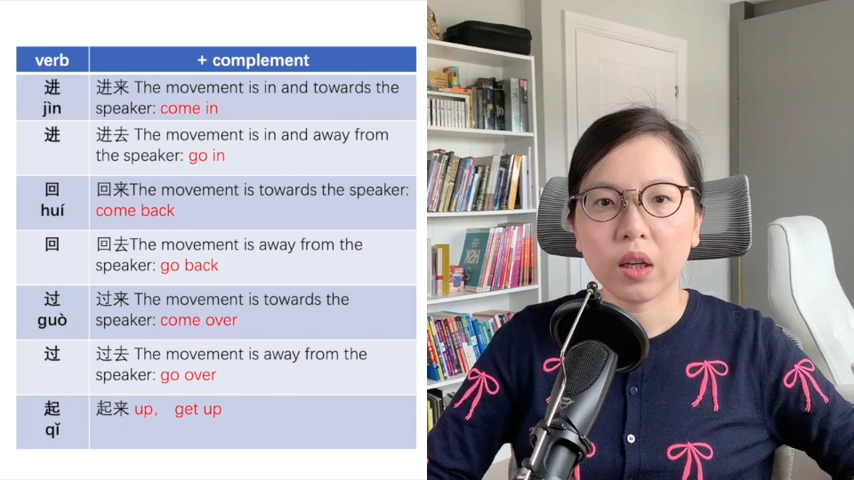 verb + complement
进 进来 The movement is in and towards the
jìn speaker: come in
进 进去 The movement is in and away from
the speaker: go in
回 回来The movement is towards the speaker:
huí come back
回 回去The movement is away from the
speaker: go back
过 过来 The movement is towards the
guò speaker: come over
过 过去 The movement is away from the
speaker: go over
起 起来 up, get up
qǐ